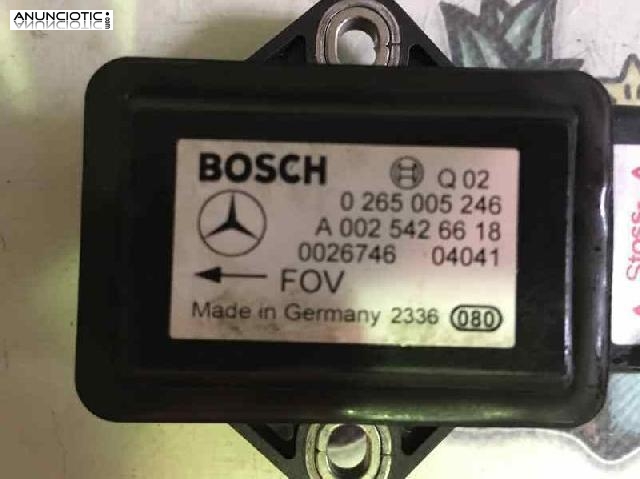 ANUNCIOTIC.com
BOSCH Q 02
0 265 005 246
A 002 542 66 18
0026746 04041
FOV
Made in Germany 2336 080
Stoss-